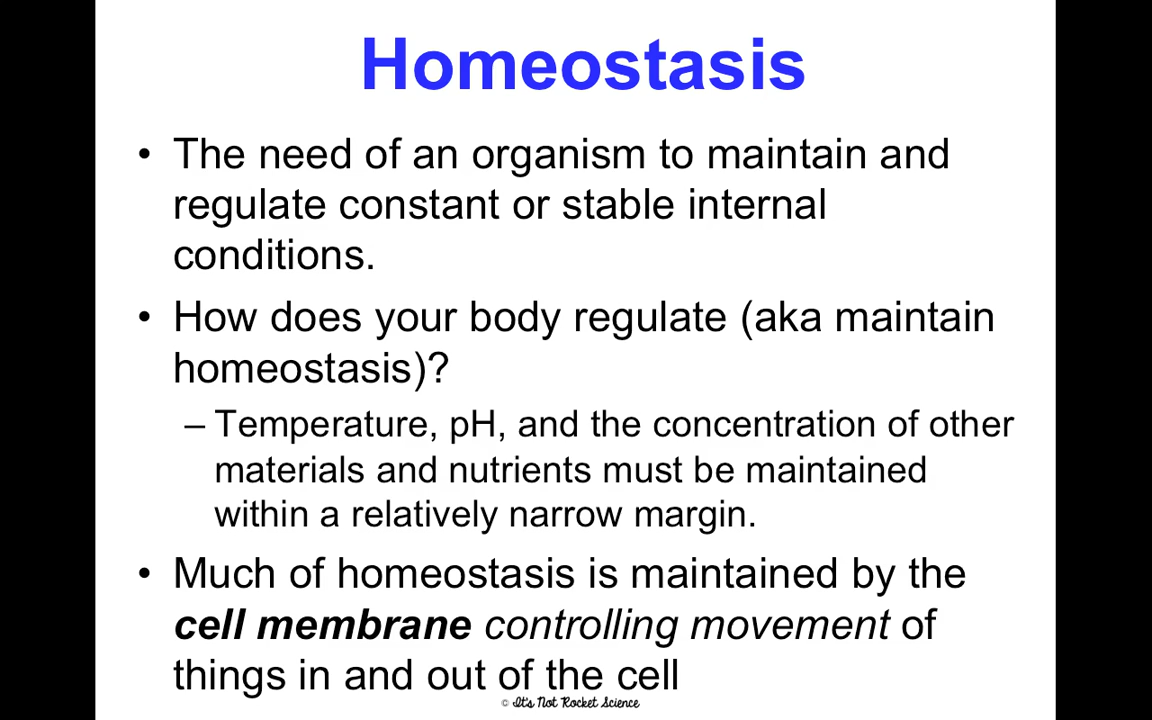 Homeostasis
• The need of an organism to maintain and
regulate constant or stable internal
conditions.
• How does your body regulate (aka maintain
homeostasis)?
– Temperature, pH, and the concentration of other
materials and nutrients must be maintained
within a relatively narrow margin.
• Much of homeostasis is maintained by the
cell membrane controlling movement of
things in and out of the cell
© It's Not Rocket Science